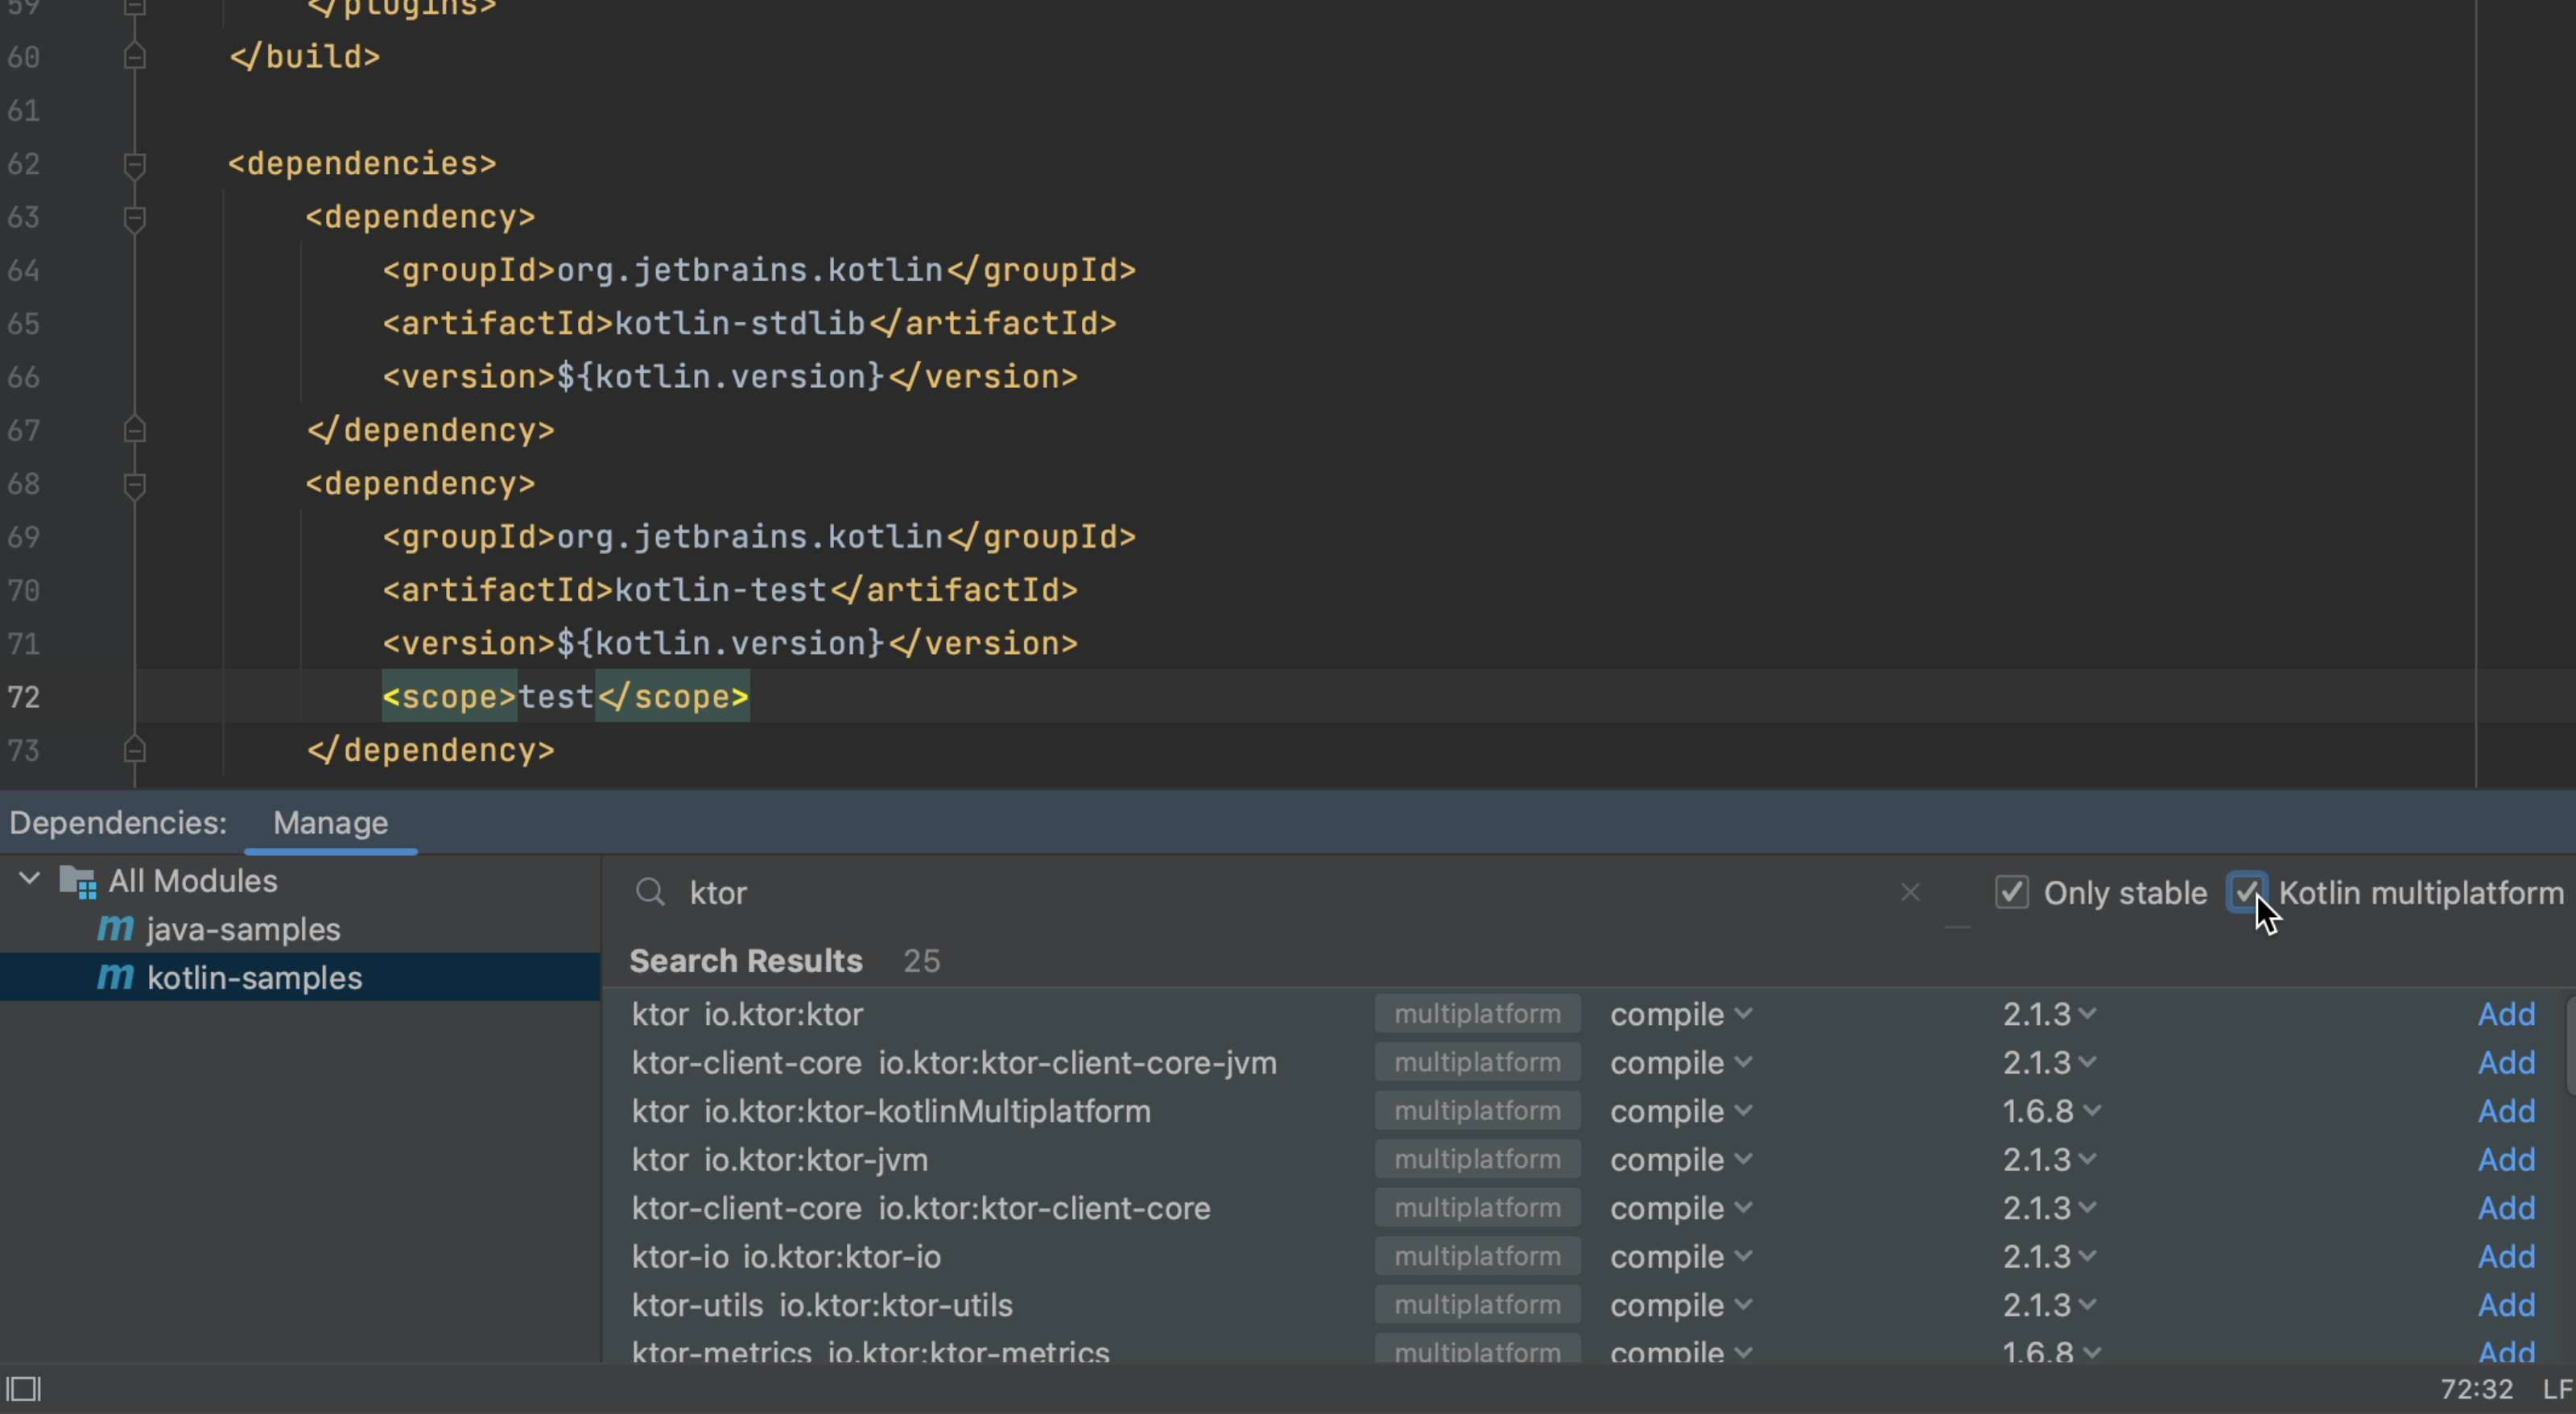 59 </plugins>
60 </build>
61
62 <dependencies>
63 <dependency>
64 <groupId>org.jetbrains.kotlin</groupId>
65 <artifactId>kotlin-stdlib</artifactId>
66 <version>${kotlin.version}</version>
67 </dependency>
68 <dependency>
69 <groupId>org.jetbrains.kotlin</groupId>
70 <artifactId>kotlin-test</artifactId>
71 <version>${kotlin.version}</version>
72 <scope>test</scope>
73 </dependency>
Dependencies: Manage
All Modules
java-samples
kotlin-samples
ktor Only stable Kotlin multiplatform
Search Results 25
ktor io.ktor:ktor multiplatform compile 2.1.3 Add
ktor-client-core io.ktor:ktor-client-core-jvm multiplatform compile 2.1.3 Add
ktor io.ktor:ktor-kotlinMultiplatform multiplatform compile 1.6.8 Add
ktor io.ktor:ktor-jvm multiplatform compile 2.1.3 Add
ktor-client-core io.ktor:ktor-client-core multiplatform compile 2.1.3 Add
ktor-io io.ktor:ktor-io multiplatform compile 2.1.3 Add
ktor-utils io.ktor:ktor-utils multiplatform compile 2.1.3 Add
ktor-metrics io.ktor:ktor-metrics multiplatform compile 1.6.8 Add
72:32 LF